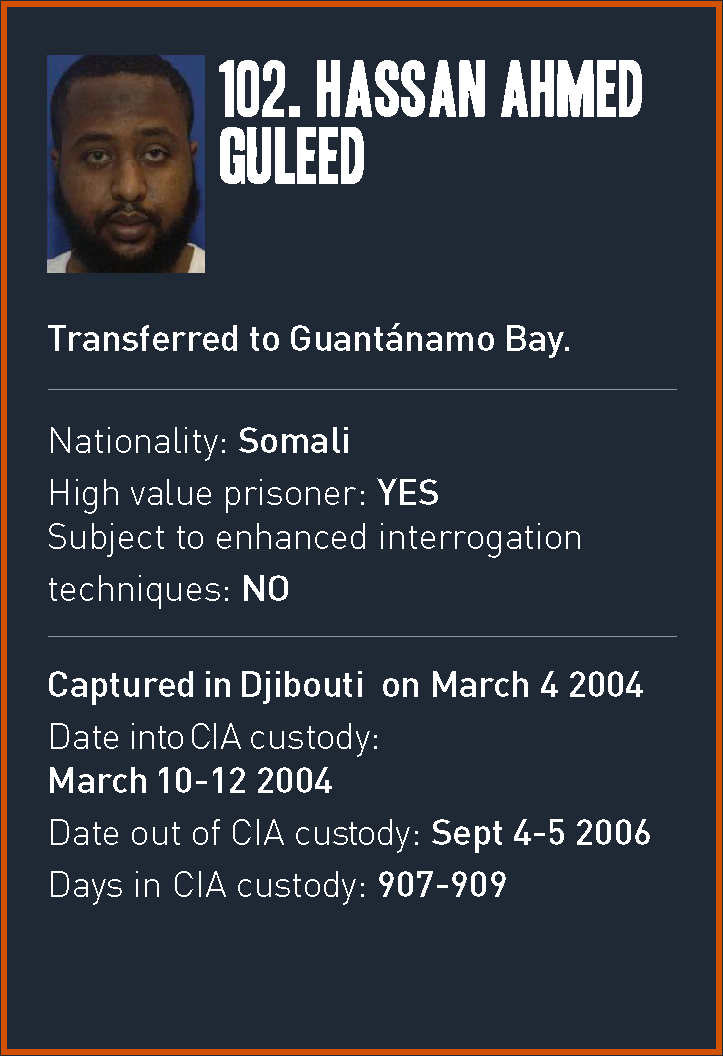 102. HASSAN AHMED
GULEED
Transferred to Guantánamo Bay.
Nationality: Somali
High value prisoner: YES
Subject to enhanced interrogation
techniques: NO
Captured in Djibouti on March 4 2004
Date into CIA custody:
March 10-12 2004
Date out of CIA custody: Sept 4-5 2006
Days in CIA custody: 907-909